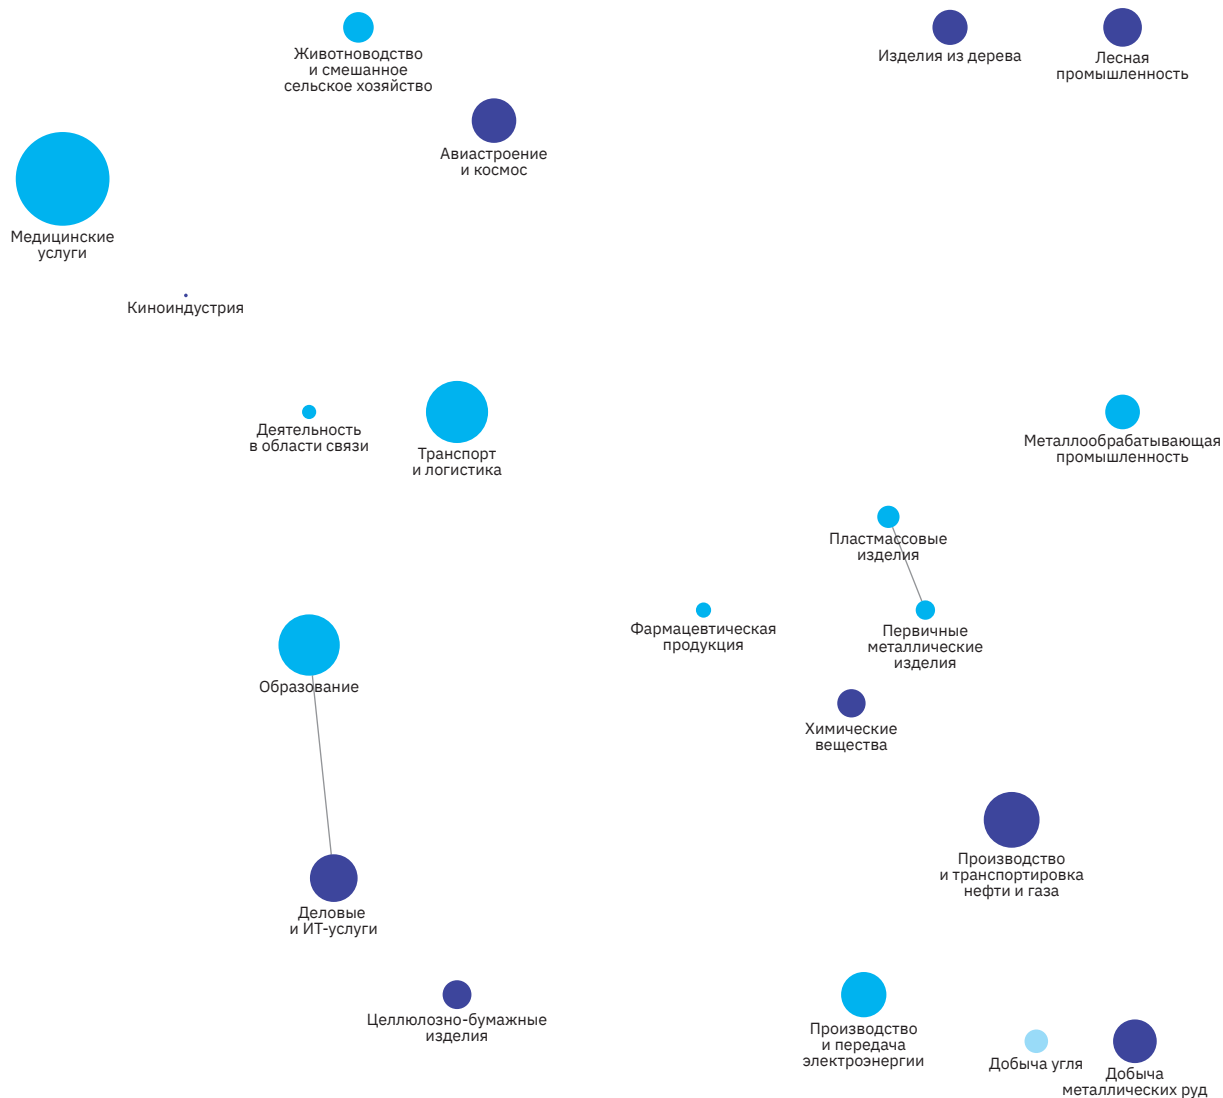 Животноводство
и смешанное
сельское хозяйство
Изделия из дерева
Лесная
промышленность
Авиастроение
и космос
Медицинские
услуги
Киноиндустрия
Деятельность
в области связи
Транспорт
и логистика
Металлообрабатывающая
промышленность
Пластмассовые
изделия
Фармацевтическая
продукция
Первичные
металлические
изделия
Образование
Химические
вещества
Производство
и транспортировка
нефти и газа
Деловые
и ИТ-услуги
Целлюлозно-бумажные
изделия
Производство
и передача
электроэнергии
Добыча угля
Добыча
металлических руд